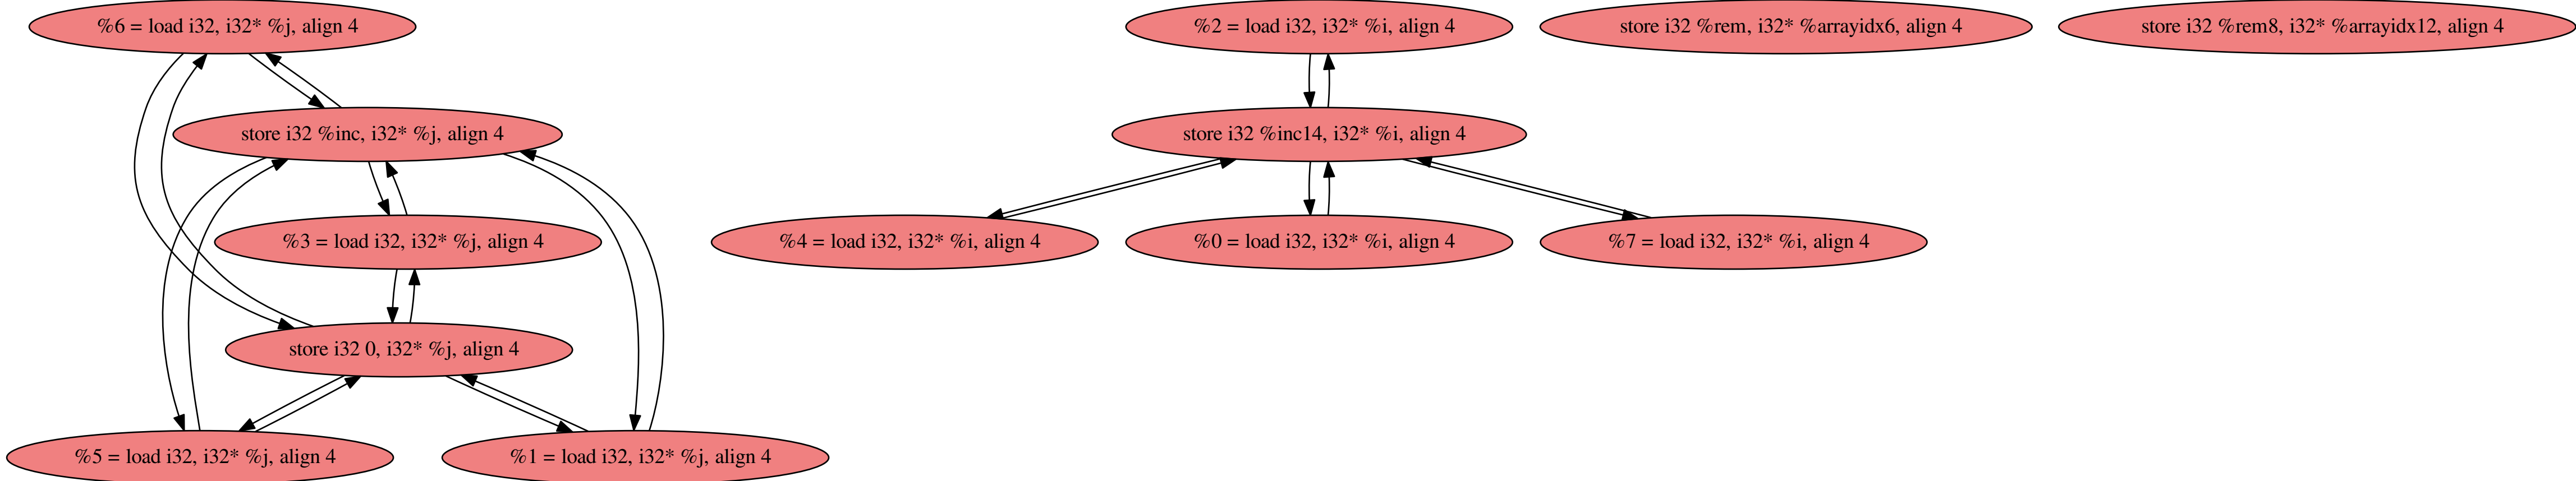 %6 = load i32, i32* %j, align 4
%2 = load i32, i32* %i, align 4
store i32 %rem, i32* %arrayidx6, align 4
store i32 %rem8, i32* %arrayidx12, align 4
store i32 %inc, i32* %j, align 4
store i32 %inc14, i32* %i, align 4
%3 = load i32, i32* %j, align 4
%4 = load i32, i32* %i, align 4
%0 = load i32, i32* %i, align 4
%7 = load i32, i32* %i, align 4
store i32 0, i32* %j, align 4
%5 = load i32, i32* %j, align 4
%1 = load i32, i32* %j, align 4